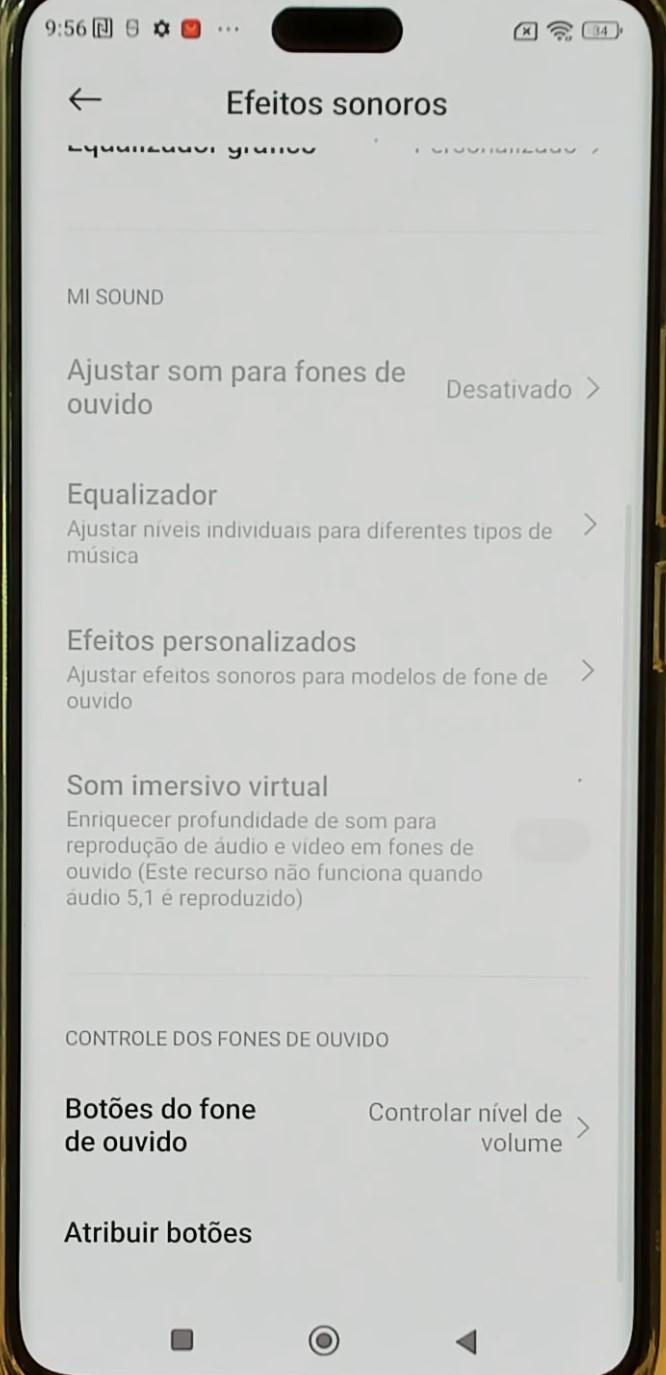 9:56
34
Efeitos sonoros
Equalizador gráfico Personalizado
MI SOUND
Ajustar som para fones de
ouvido
Desativado
Equalizador
Ajustar níveis individuais para diferentes tipos de
música
Efeitos personalizados
Ajustar efeitos sonoros para modelos de fone de
ouvido
Som imersivo virtual
Enriquecer profundidade de som para
reprodução de áudio e vídeo em fones de
ouvido (Este recurso não funciona quando
áudio 5,1 é reproduzido)
CONTROLE DOS FONES DE OUVIDO
Botões do fone
de ouvido
Controlar nível de
volume
Atribuir botões